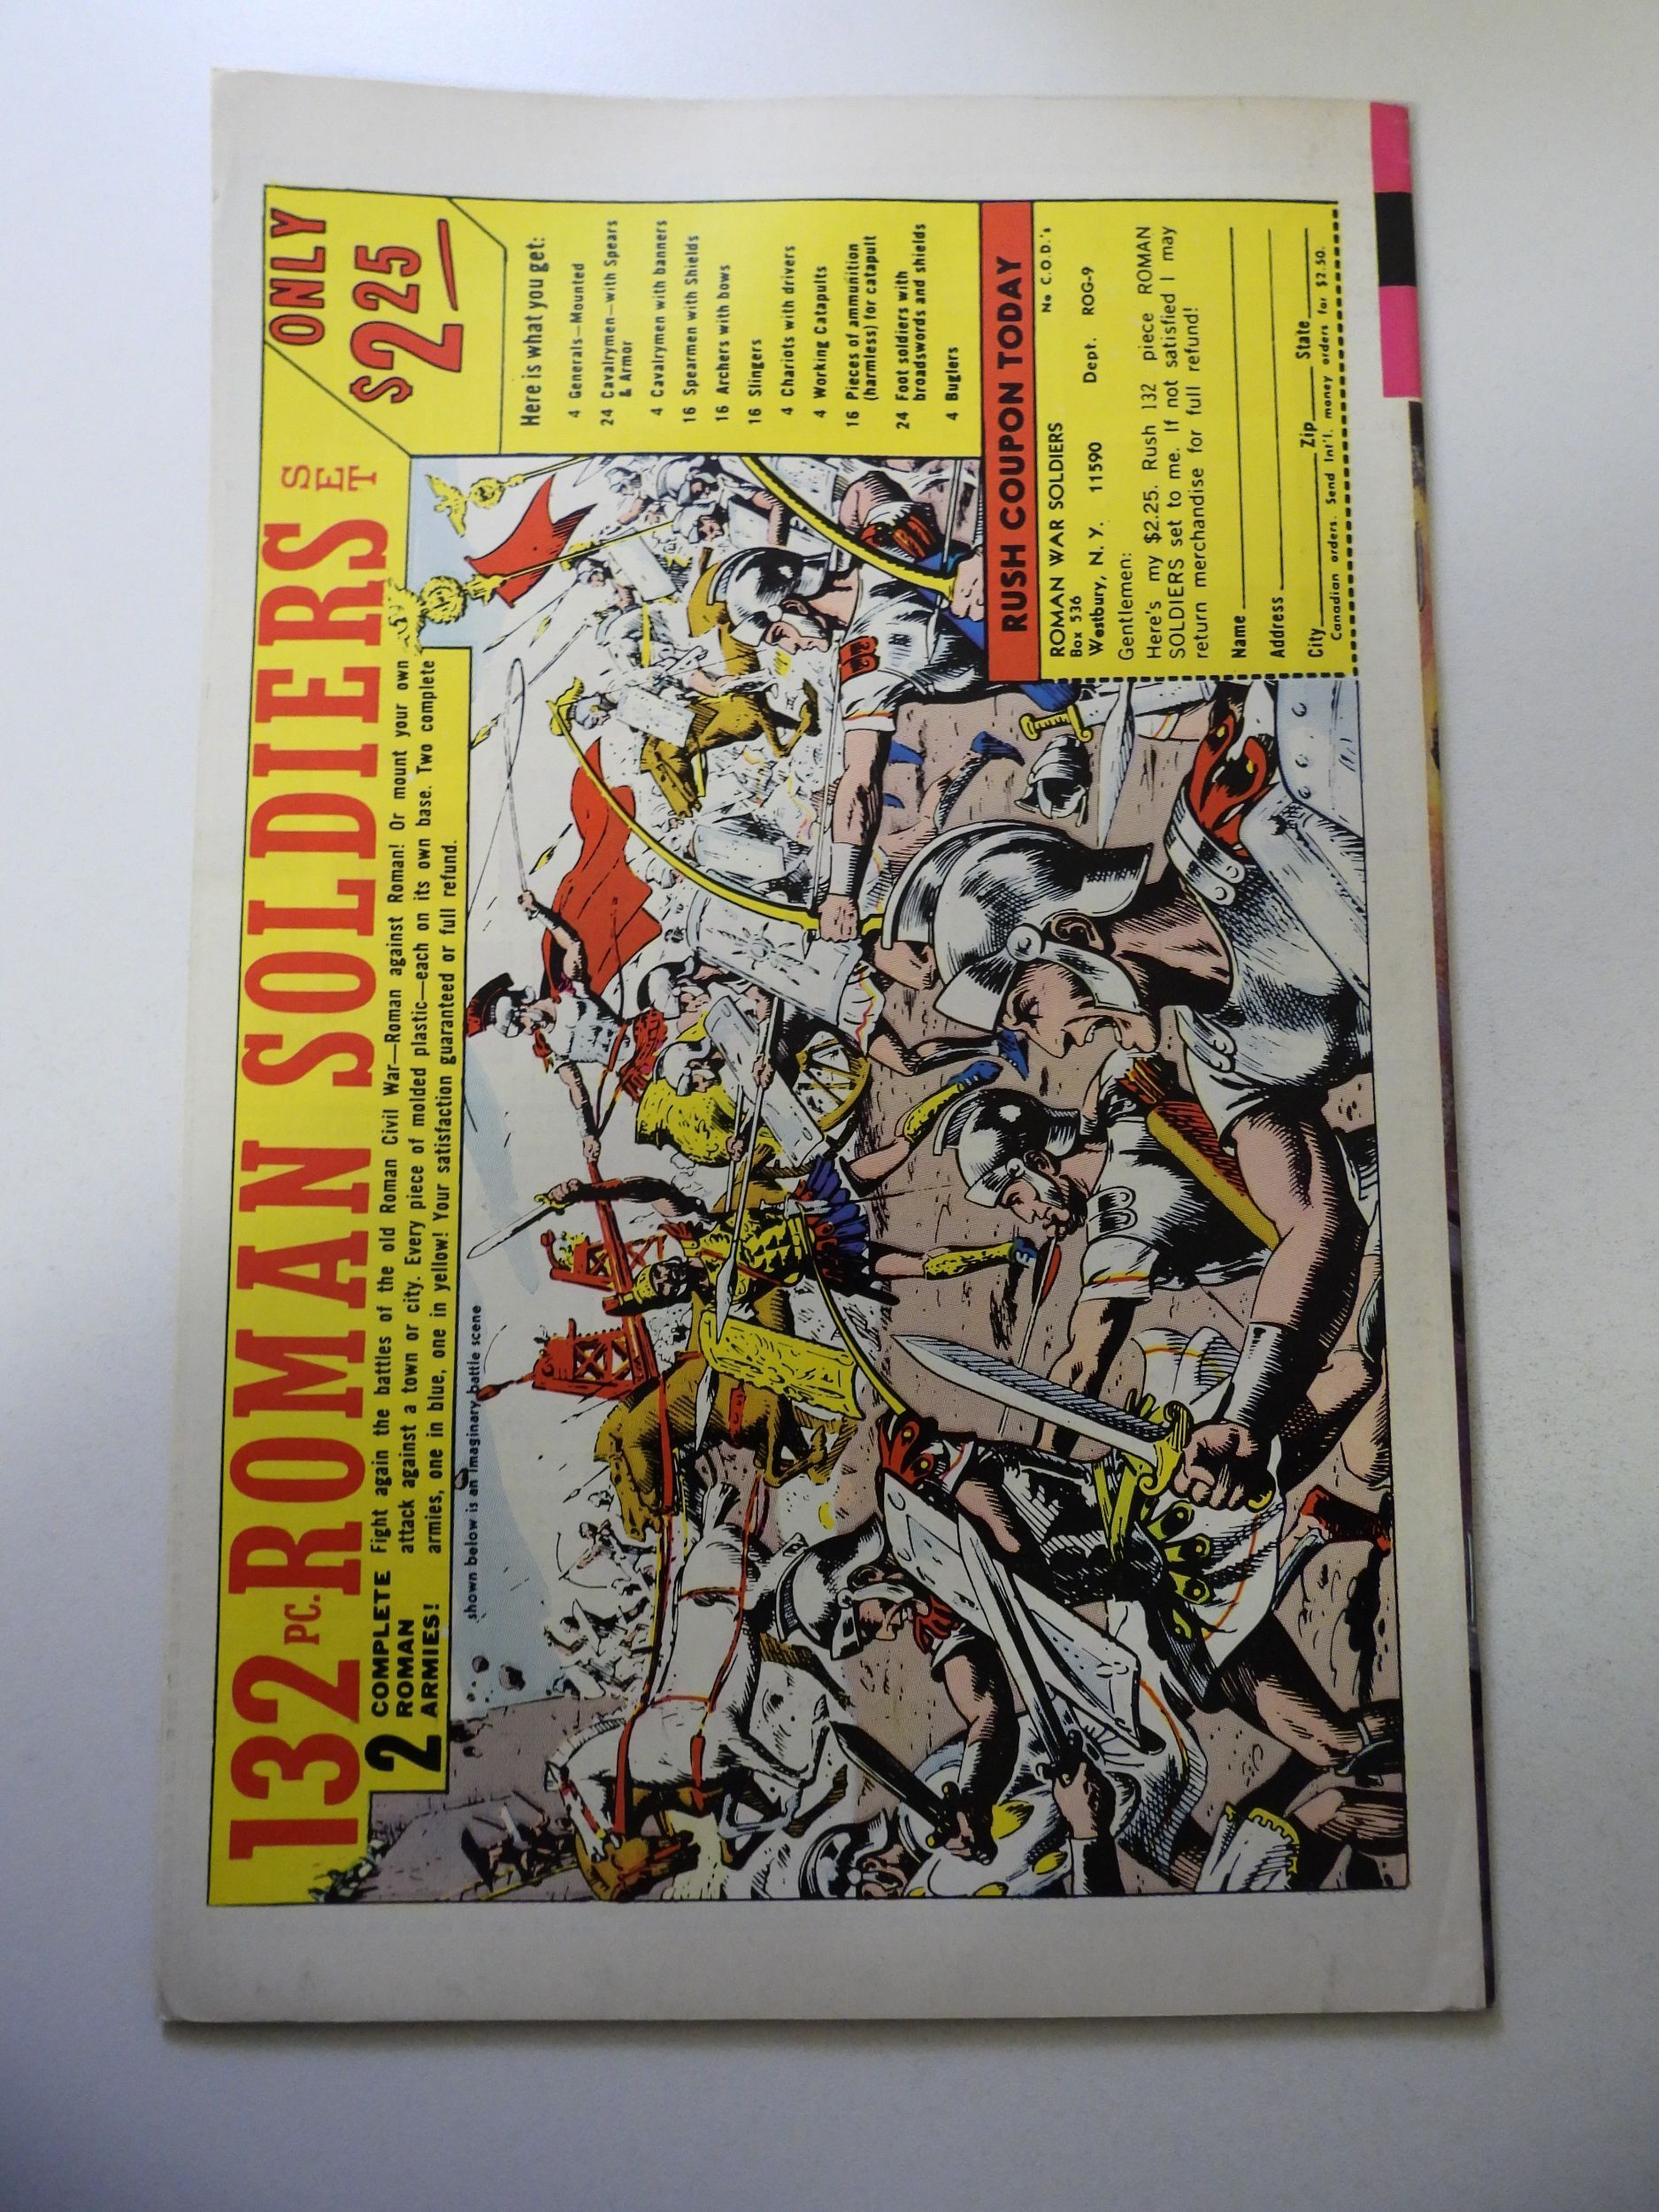 132 PC. ROMAN SOLDIERS SET
ONLY
$2.25
2 COMPLETE
ROMAN
ARMIES!
Fight again the battles of the old Roman Civil War—Roman against Roman! Or mount your own
attack against a town or city. Every piece of molded plastic—each on its own base. Two complete
armies, one in blue, one in yellow! Your satisfaction guaranteed or full refund.
shown below is an imaginary battle scene
Here is what you get:
4 Generals—Mounted
24 Cavalrymen—with Spears
& Armor
4 Cavalrymen with banners
16 Spearmen with Shields
16 Archers with bows
16 Slingers
4 Chariots with drivers
4 Working Catapults
16 Pieces of ammunition
(harmless) for catapult
24 Foot soldiers with
broadswords and shields
4 Buglers
RUSH COUPON TODAY
ROMAN WAR SOLDIERS No C.O.D.'s
Box 536
Westbury, N. Y. 11590 Dept. ROG-9
Gentlemen:
Here's my $2.25. Rush 132 piece ROMAN
SOLDIERS set to me. If not satisfied I may
return merchandise for full refund!
Name
Address
City Zip State
Canadian orders. Send Int'l. money orders for $2.50.